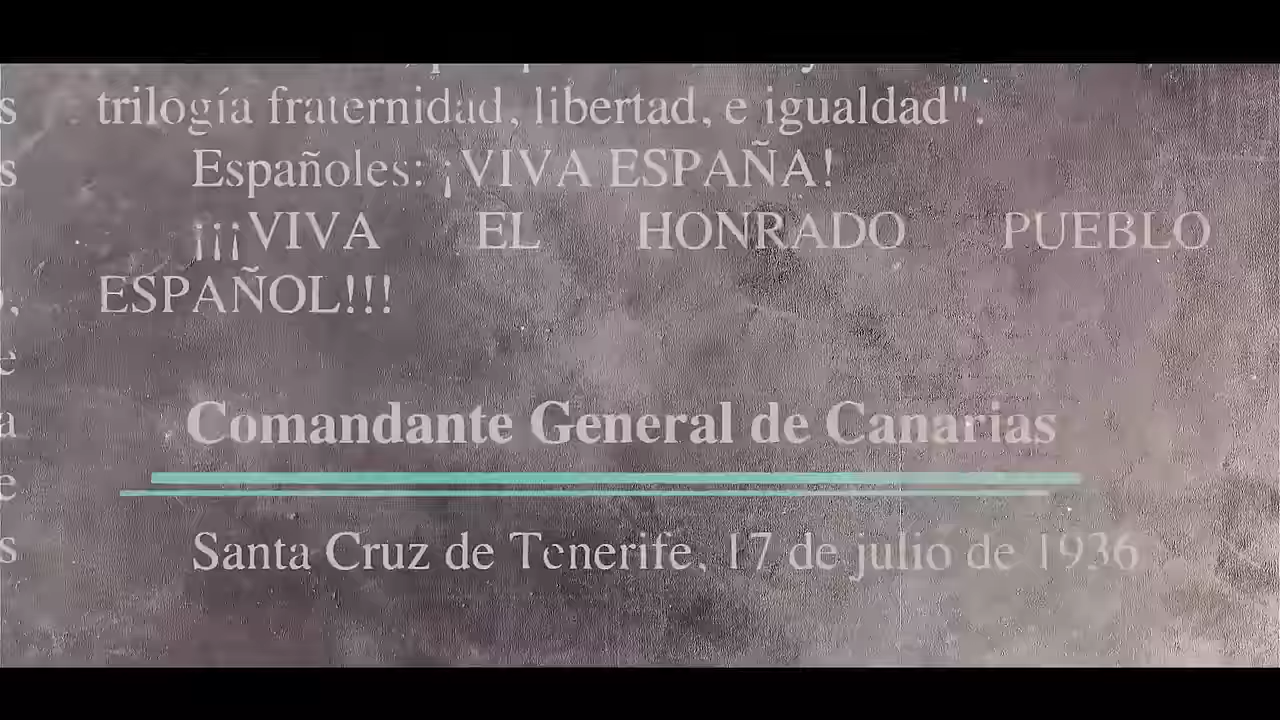 trilogía fraternidad, libertad, e igualdad".
Españoles: ¡VIVA ESPAÑA!
¡¡¡VIVA EL HONRADO PUEBLO
ESPAÑOL!!!
Comandante General de Canarias
Santa Cruz de Tenerife, 17 de julio de 1936